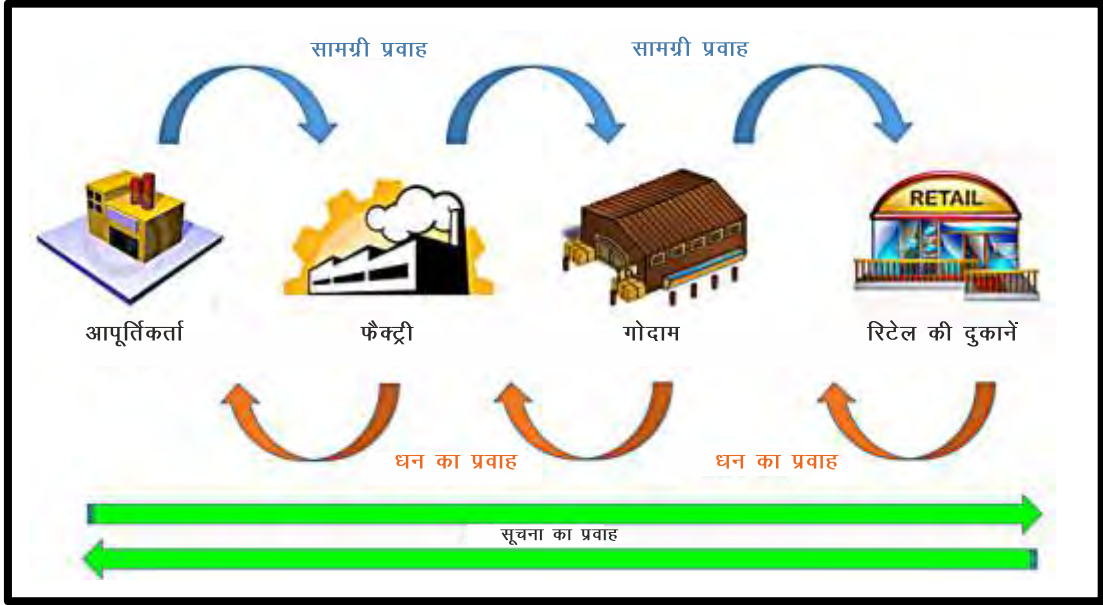 सामग्री प्रवाह
सामग्री प्रवाह
RETAIL
आपूर्तिकर्ता
फैक्ट्री
गोदाम
रिटेल की दुकानें
धन का प्रवाह
धन का प्रवाह
सूचना का प्रवाह